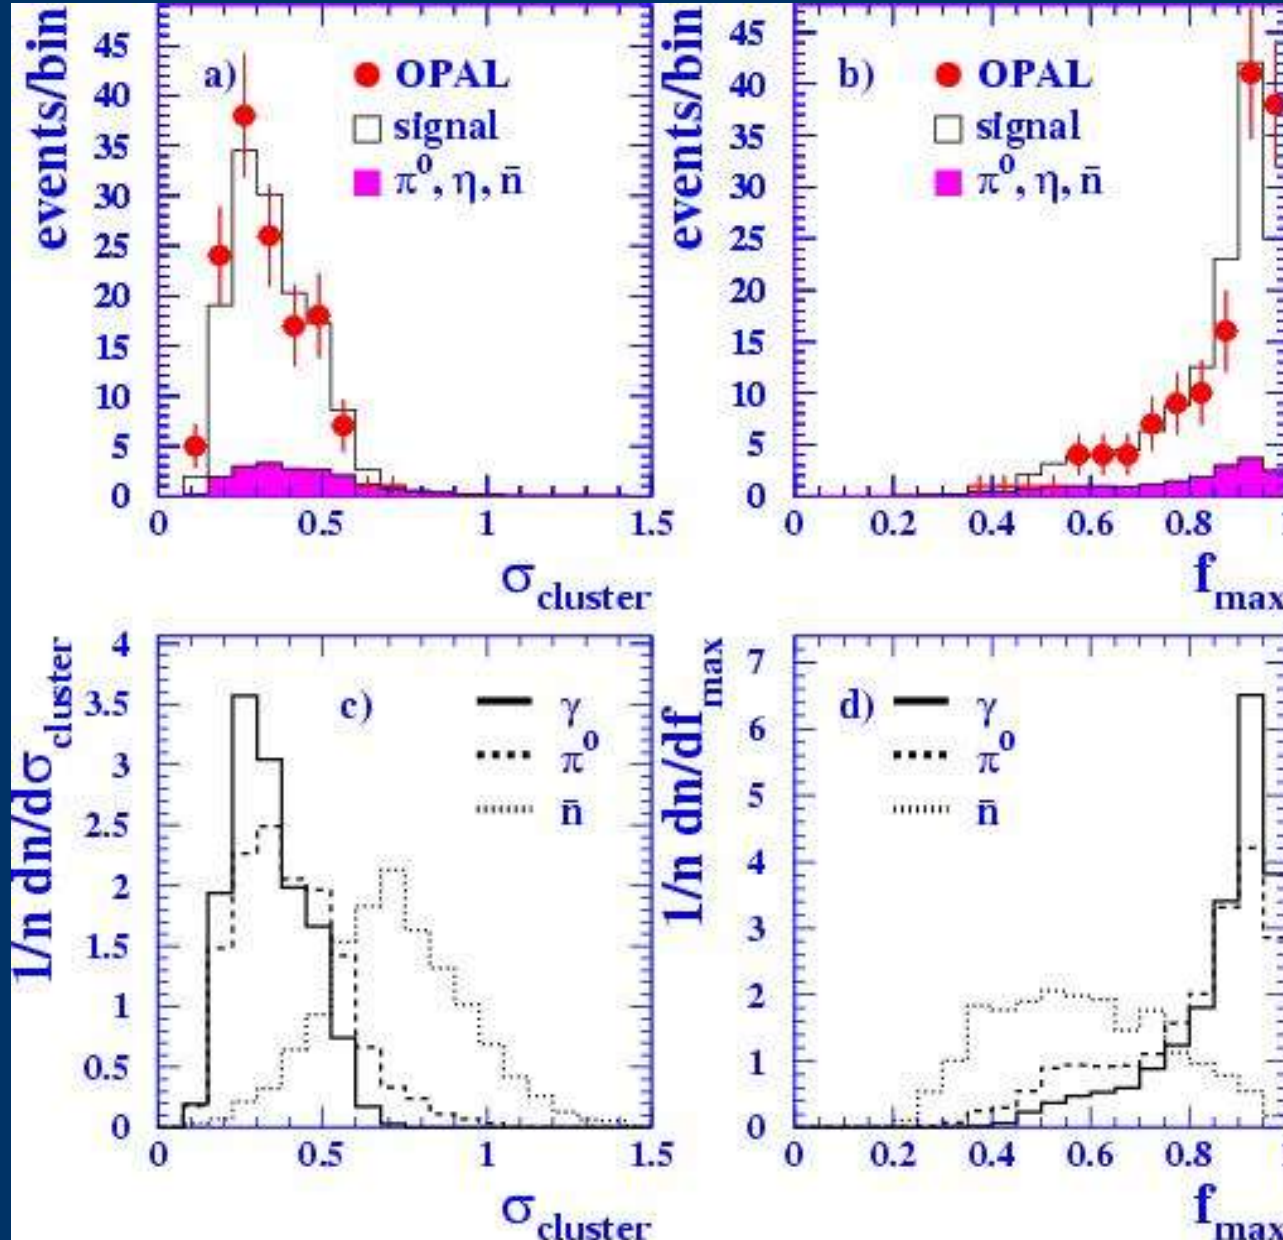 events/bin
45
40
35
30
25
20
15
10
5
0
a)
OPAL
signal
π⁰, η, n̄
0 0.5 1 1.5
σcluster
events/bin
45
40
35
30
25
20
15
10
5
0
b)
OPAL
signal
π⁰, η, n̄
0 0.2 0.4 0.6 0.8 1
fmax
1/n dn/dσcluster
4
3.5
3
2.5
2
1.5
1
0.5
0
c)
γ
π⁰
n̄
0 0.5 1 1.5
σcluster
1/n dn/dfmax
7
6
5
4
3
2
1
0
d)
γ
π⁰
n̄
0 0.2 0.4 0.6 0.8 1
fmax